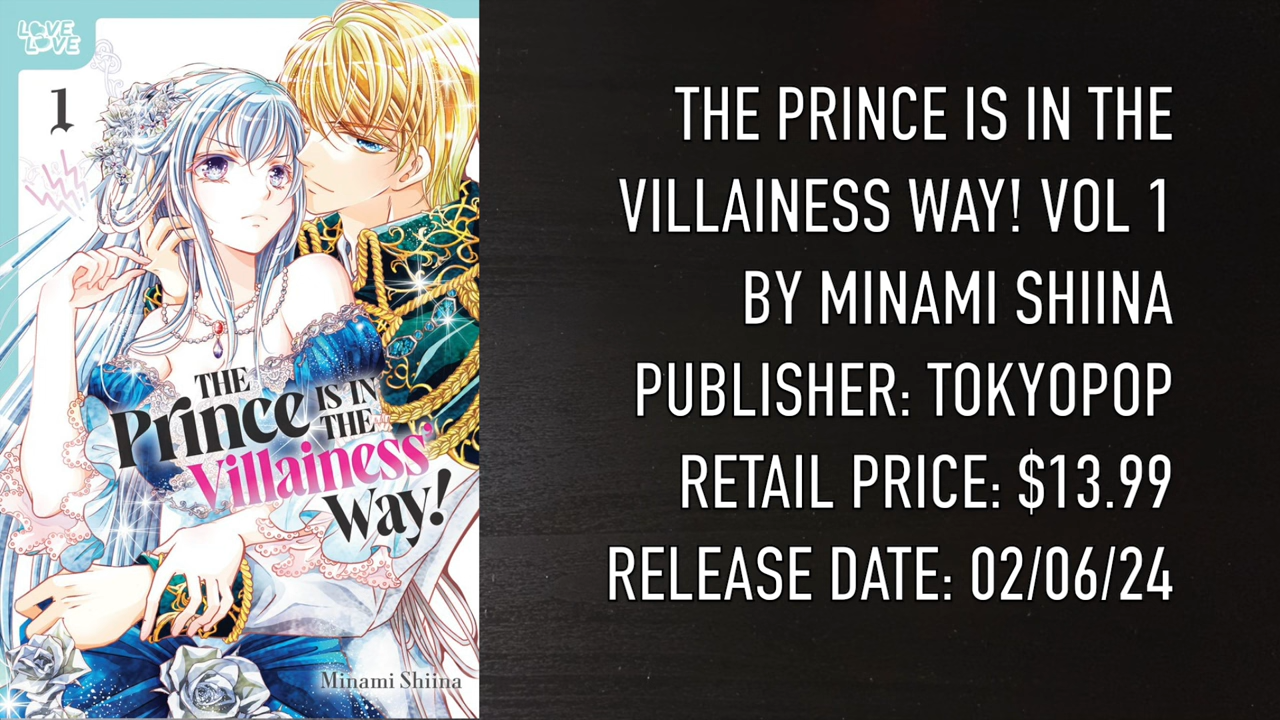 LOVE
LOVE
1
THE
Prince IS IN
THE
Villainess'
Way!
Minami Shiina
THE PRINCE IS IN THE
VILLAINESS WAY! VOL 1
BY MINAMI SHIINA
PUBLISHER: TOKYOPOP
RETAIL PRICE: $13.99
RELEASE DATE: 02/06/24